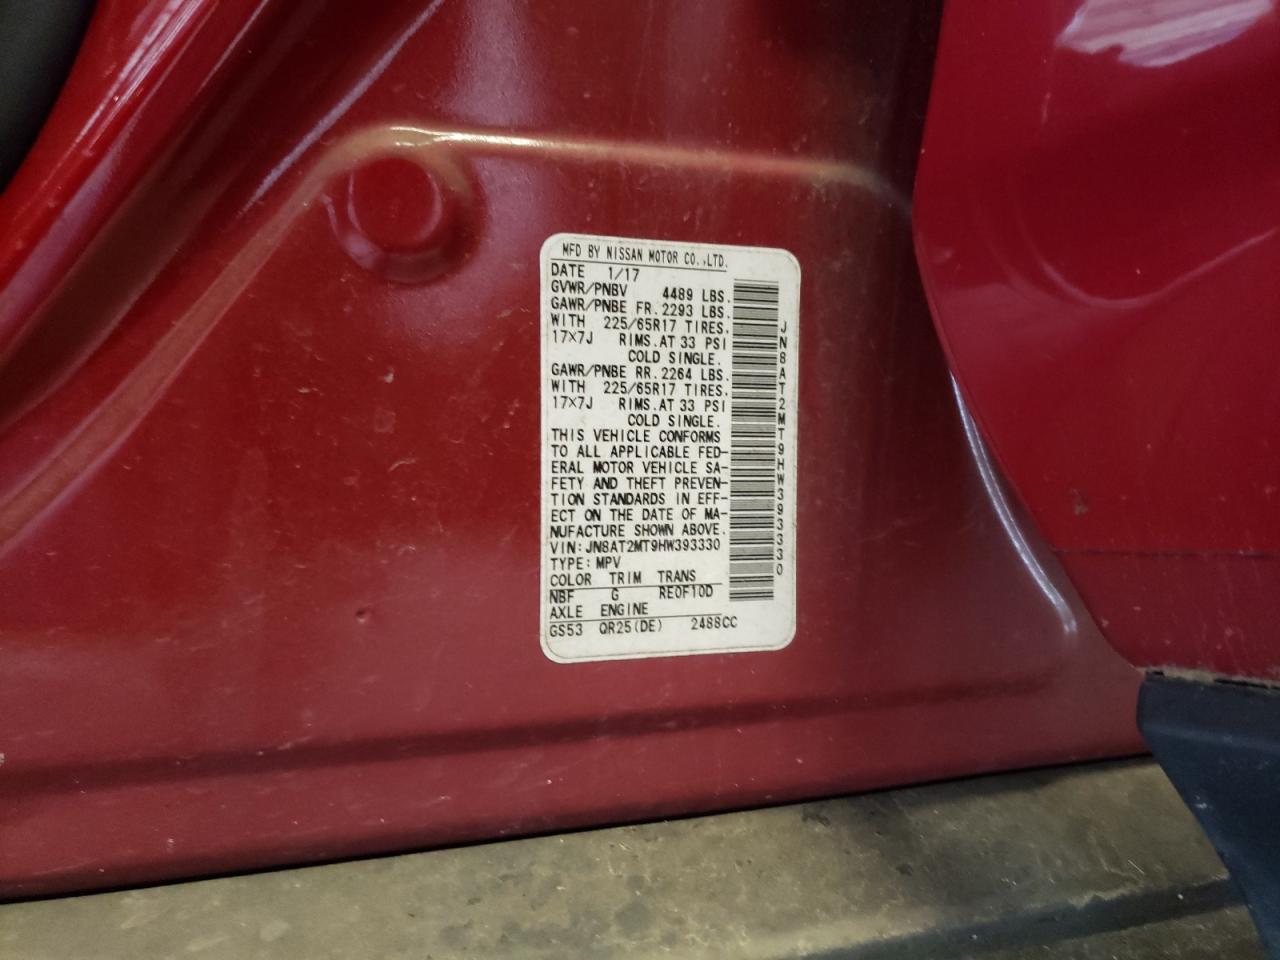 MFD BY NISSAN MOTOR CO.,LTD.
DATE 1/17
GVWR/PNBV 4489 LBS.
GAWR/PNBE FR. 2293 LBS.
WITH 225/65R17 TIRES.
17×7J RIMS.AT 33 PSI
COLD SINGLE.
GAWR/PNBE RR. 2264 LBS.
WITH 225/65R17 TIRES.
17×7J RIMS.AT 33 PSI
COLD SINGLE.
THIS VEHICLE CONFORMS
TO ALL APPLICABLE FED-
ERAL MOTOR VEHICLE SA-
FETY AND THEFT PREVEN-
TION STANDARDS IN EFF-
ECT ON THE DATE OF MA-
NUFACTURE SHOWN ABOVE.
VIN:JN8AT2MT9HW393330
TYPE:MPV
COLOR TRIM TRANS
NBF G RE0F10D
AXLE ENGINE
GS53 QR25(DE) 2488CC
JN8AT2MT9HW393330